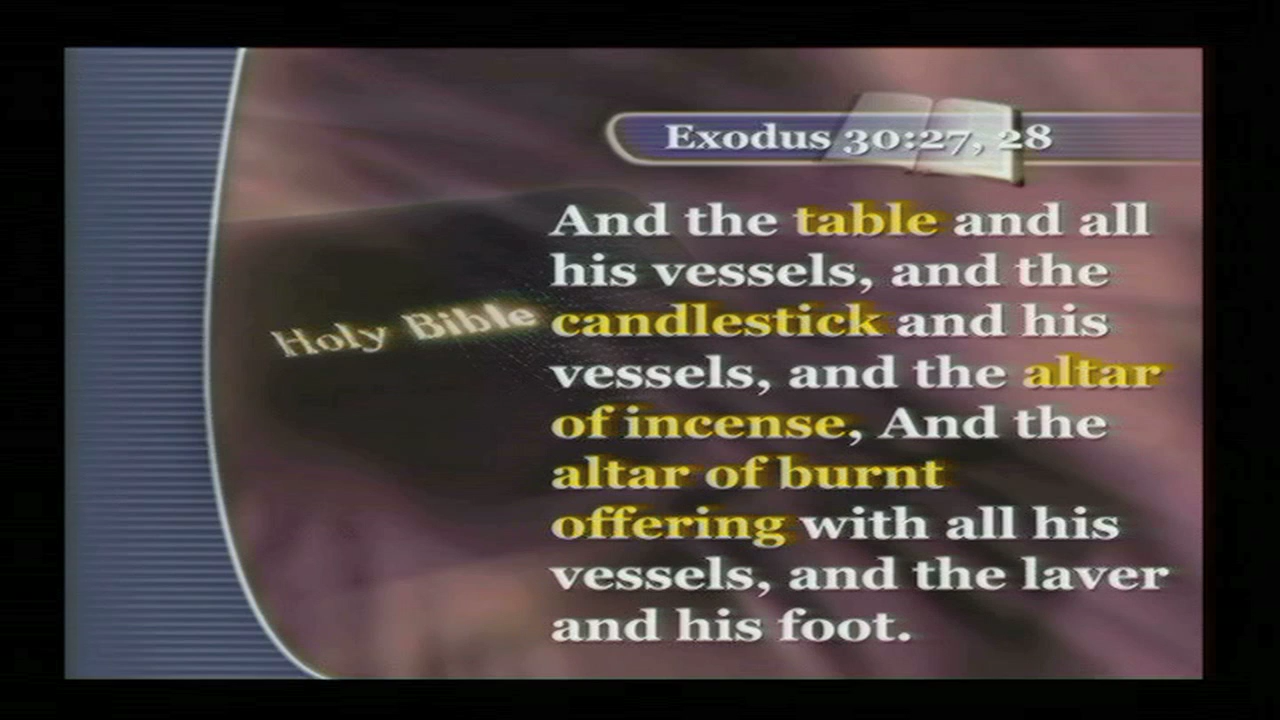 Exodus 30:27, 28
And the table and all
his vessels, and the
candlestick and his
vessels, and the altar
of incense, And the
altar of burnt
offering with all his
vessels, and the laver
and his foot.
Holy Bible